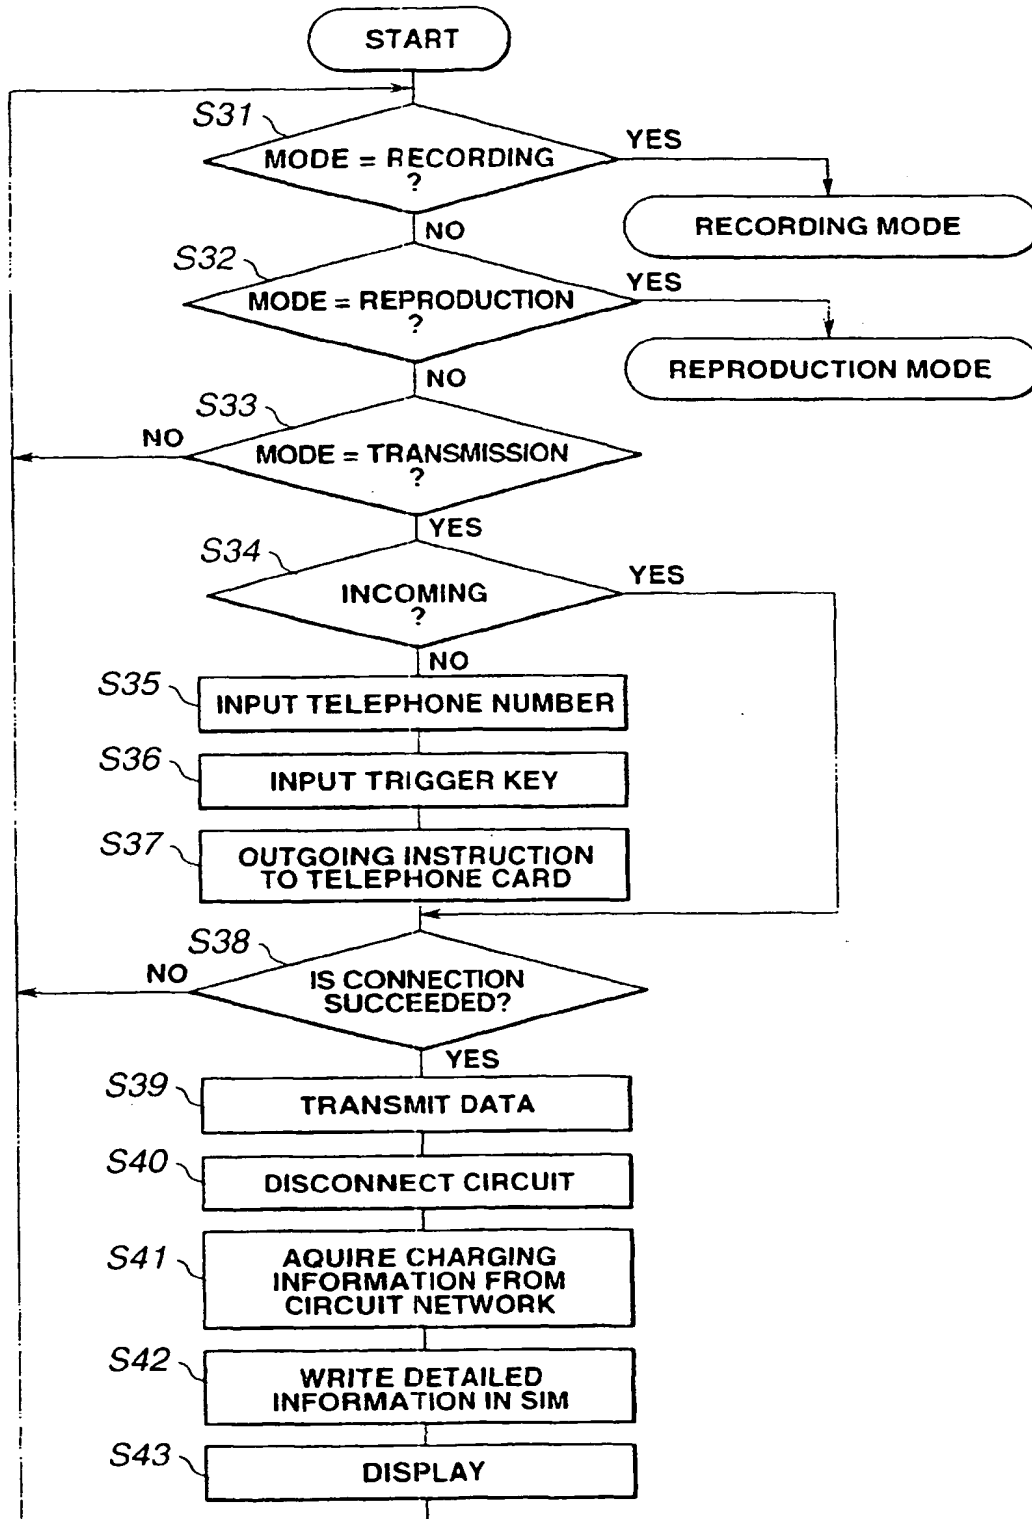 START
S31
MODE = RECORDING
?
YES
RECORDING MODE
NO
S32
MODE = REPRODUCTION
?
YES
REPRODUCTION MODE
NO
S33
NO
MODE = TRANSMISSION
?
YES
S34
INCOMING
?
YES
NO
S35
INPUT TELEPHONE NUMBER
S36
INPUT TRIGGER KEY
S37
OUTGOING INSTRUCTION
TO TELEPHONE CARD
S38
NO
IS CONNECTION
SUCCEEDED?
YES
S39
TRANSMIT DATA
S40
DISCONNECT CIRCUIT
S41
AQUIRE CHARGING
INFORMATION FROM
CIRCUIT NETWORK
S42
WRITE DETAILED
INFORMATION IN SIM
S43
DISPLAY